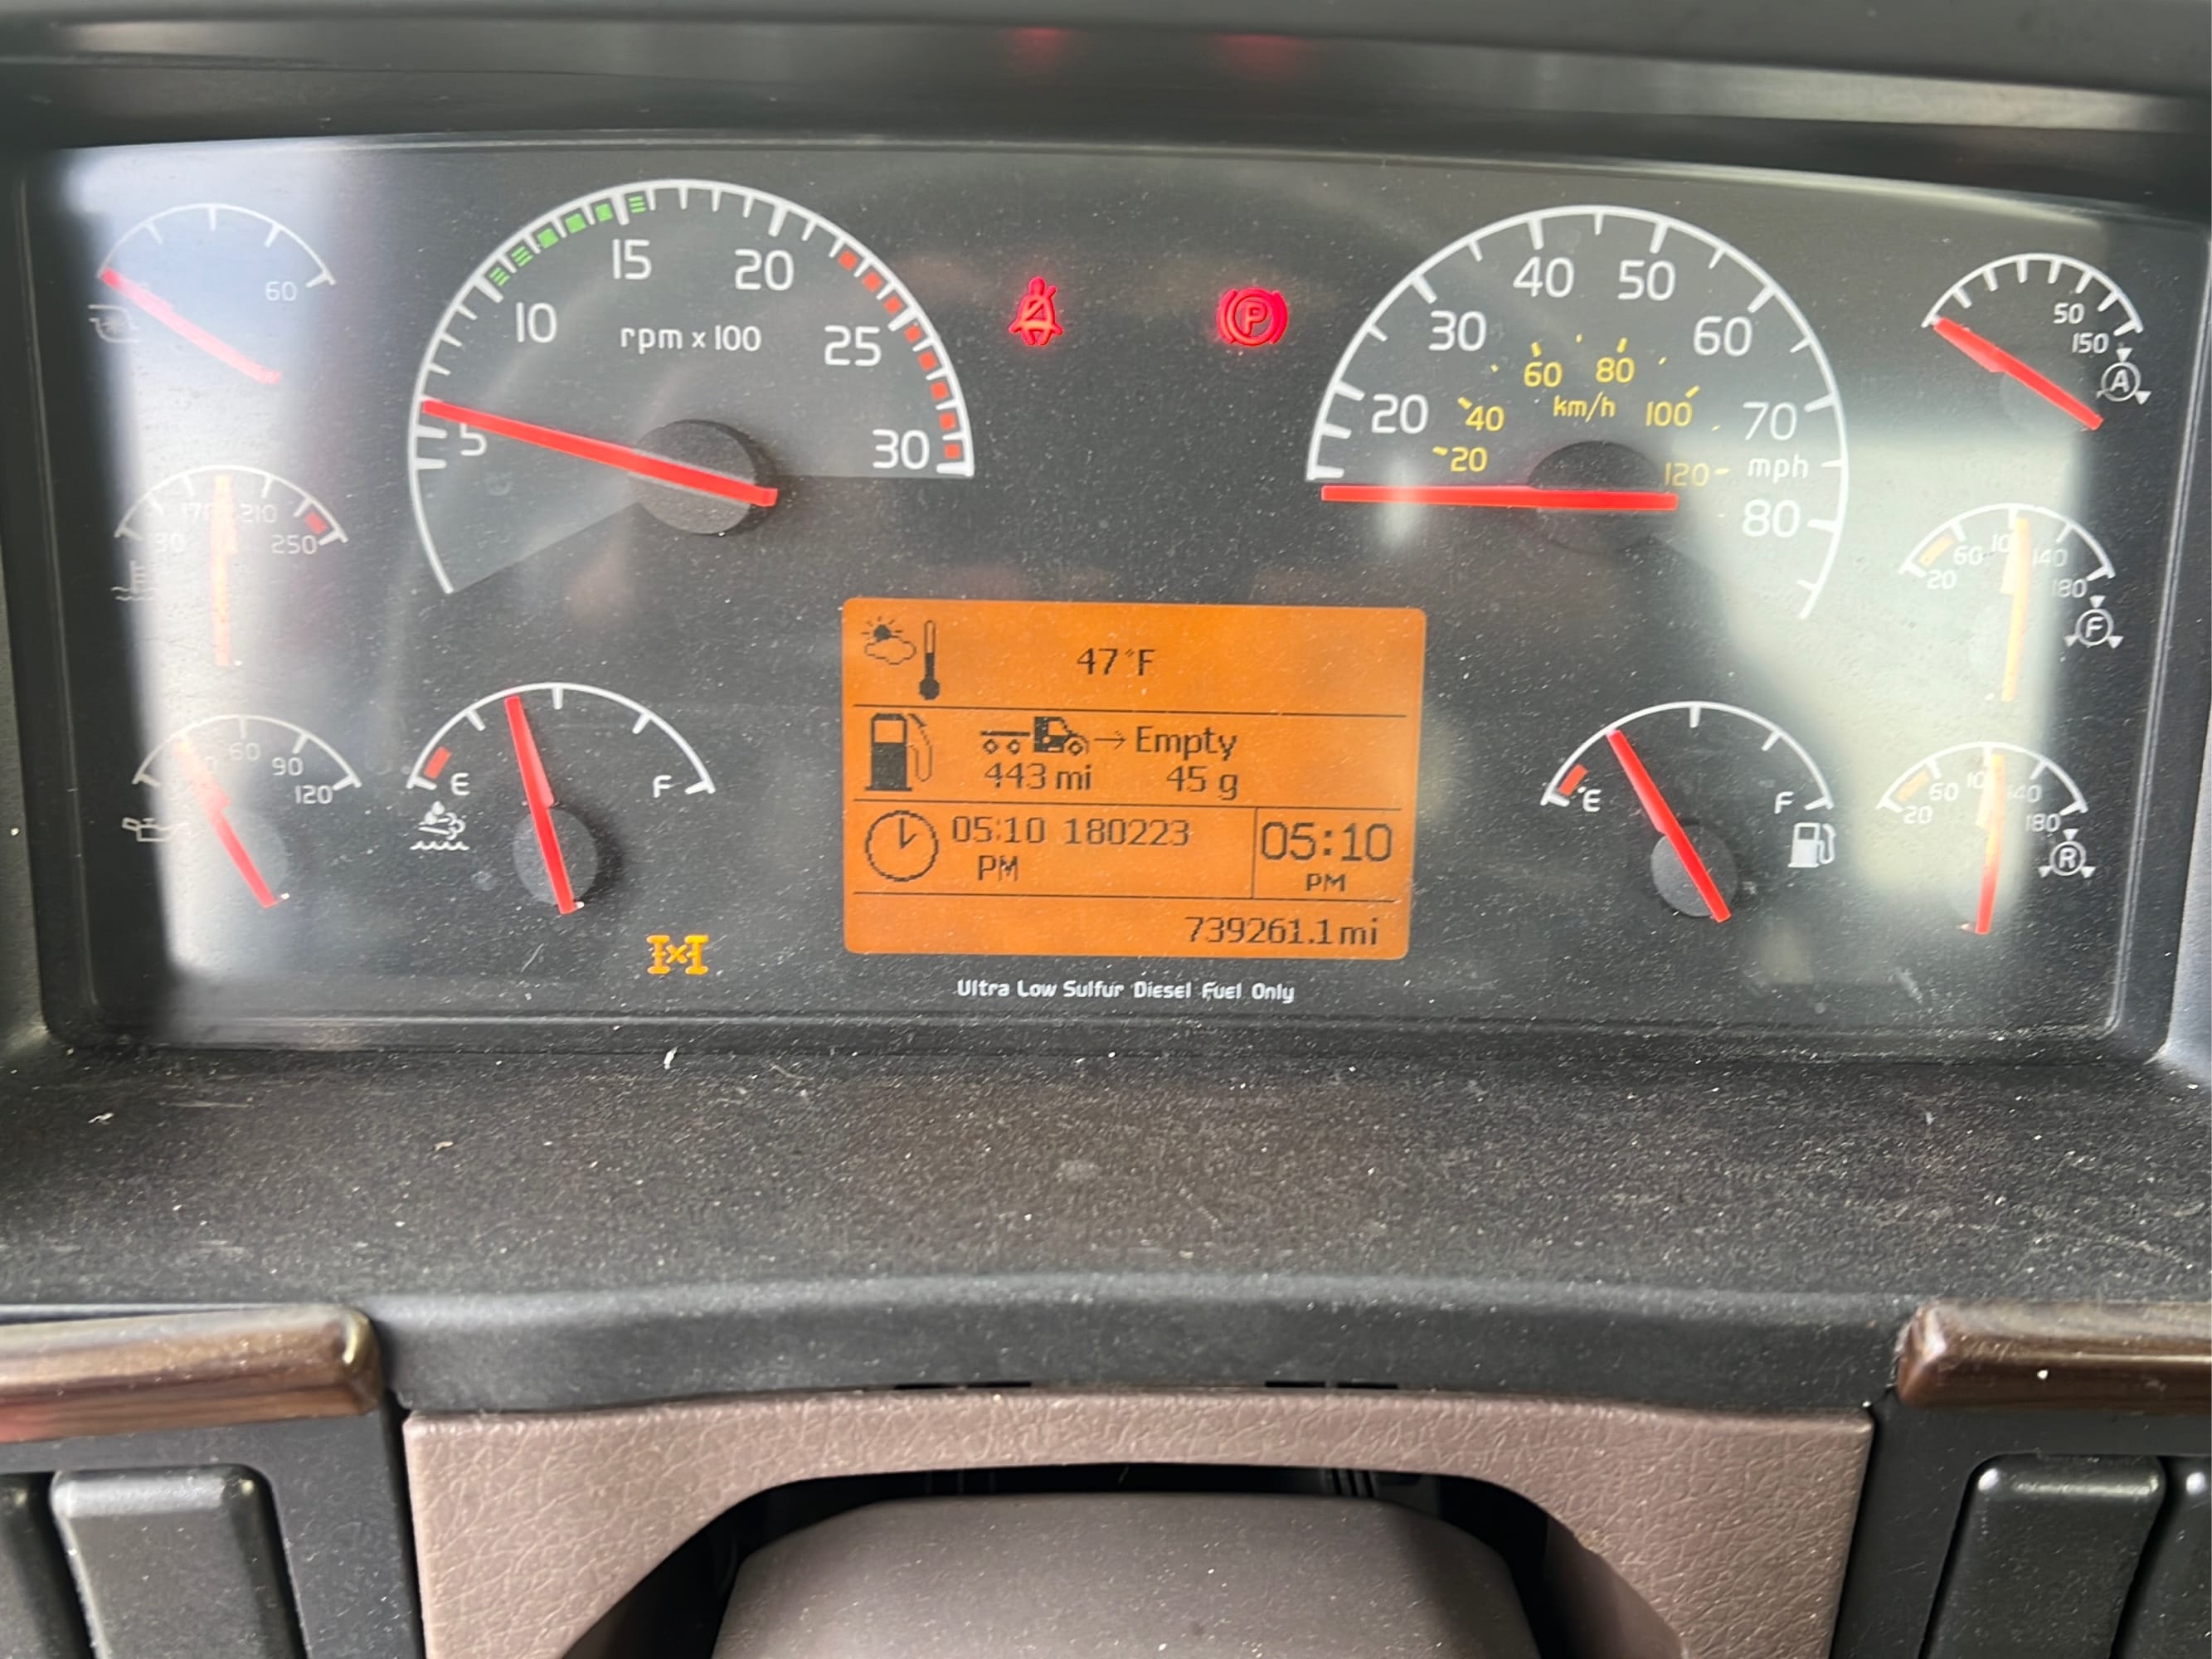 60
15
20
10
25
rpm x 100
5
30
40
50
30
60
20
70
mph
80
60
80
40
km/h
100
20
120
P
50
150
A
210
250
60
140
20
180
F
60
90
120
E
F
47°F
→ Empty
443 mi 45 g
05:10 180223
PM
05:10
PM
739261.1 mi
Ultra Low Sulfur Diesel Fuel Only
E
F
60
140
20
180
R